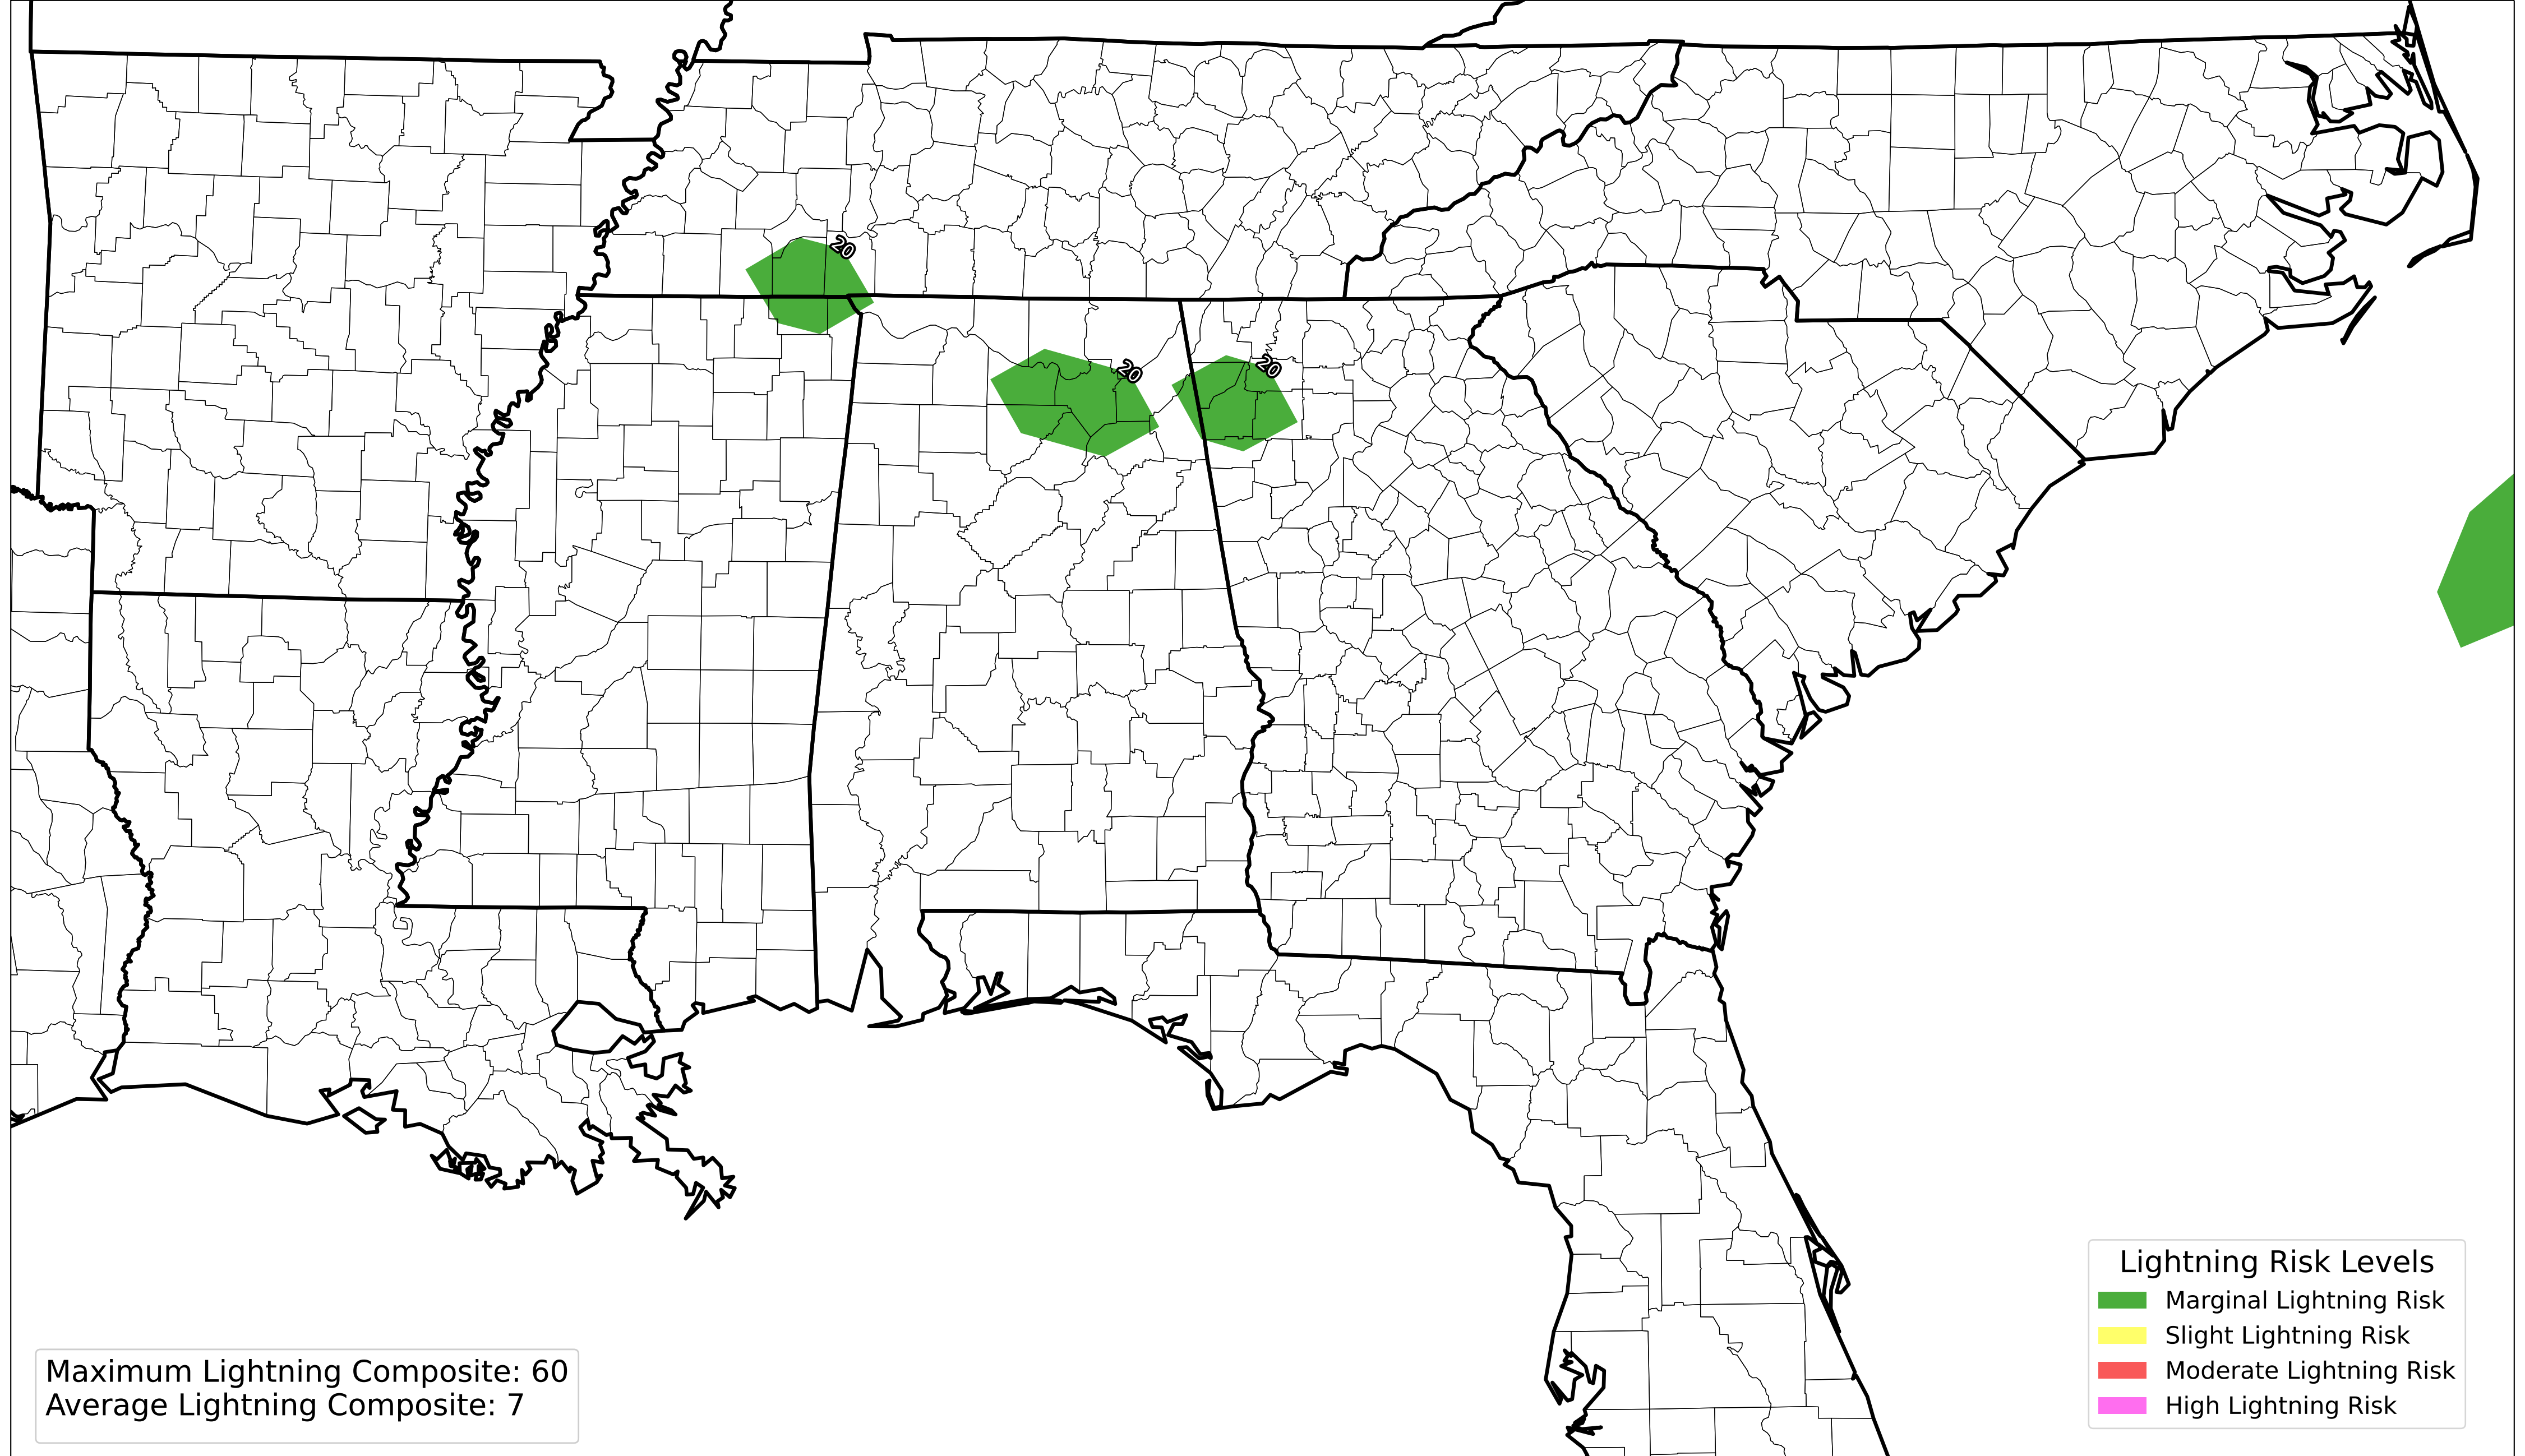 20
20
20
Lightning Risk Levels
Marginal Lightning Risk
Slight Lightning Risk
Moderate Lightning Risk
High Lightning Risk
Maximum Lightning Composite: 60
Average Lightning Composite: 7